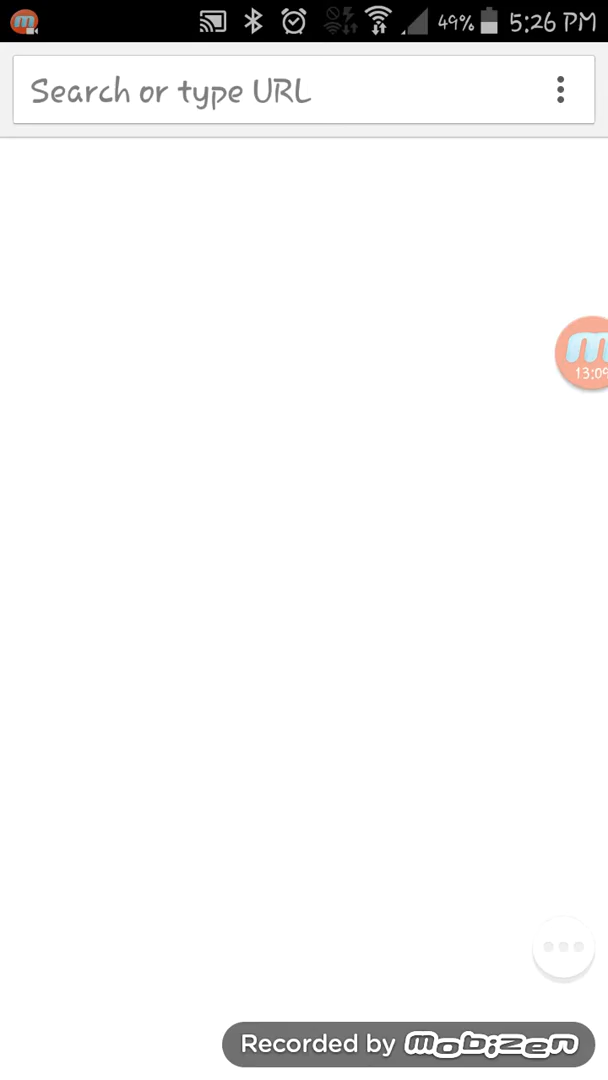 49% 5:26 PM
Search or type URL
m
13:09
Recorded by mobizen